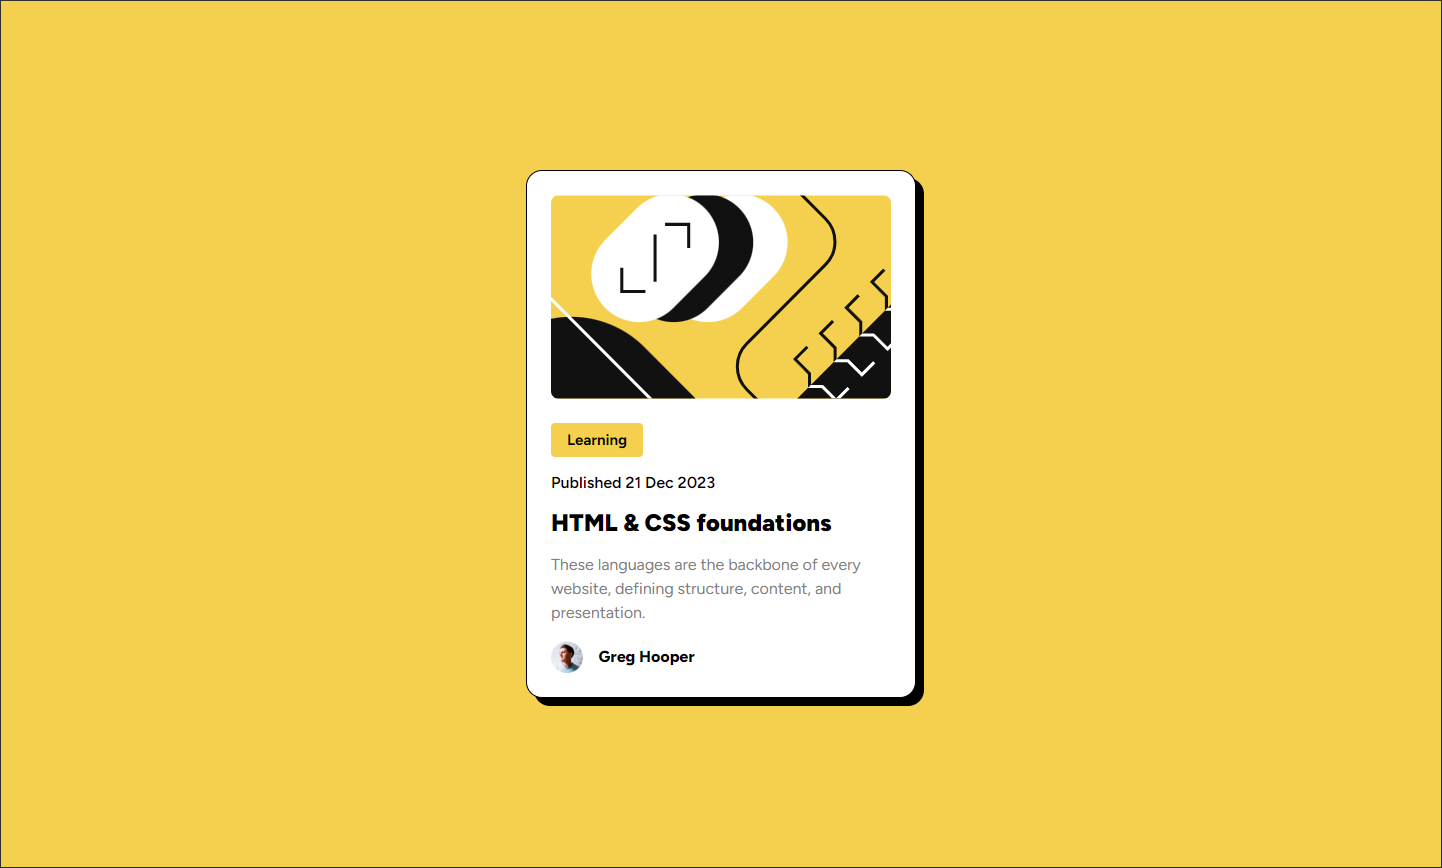 Learning
Published 21 Dec 2023
HTML & CSS foundations
These languages are the backbone of every
website, defining structure, content, and
presentation.
Greg Hooper